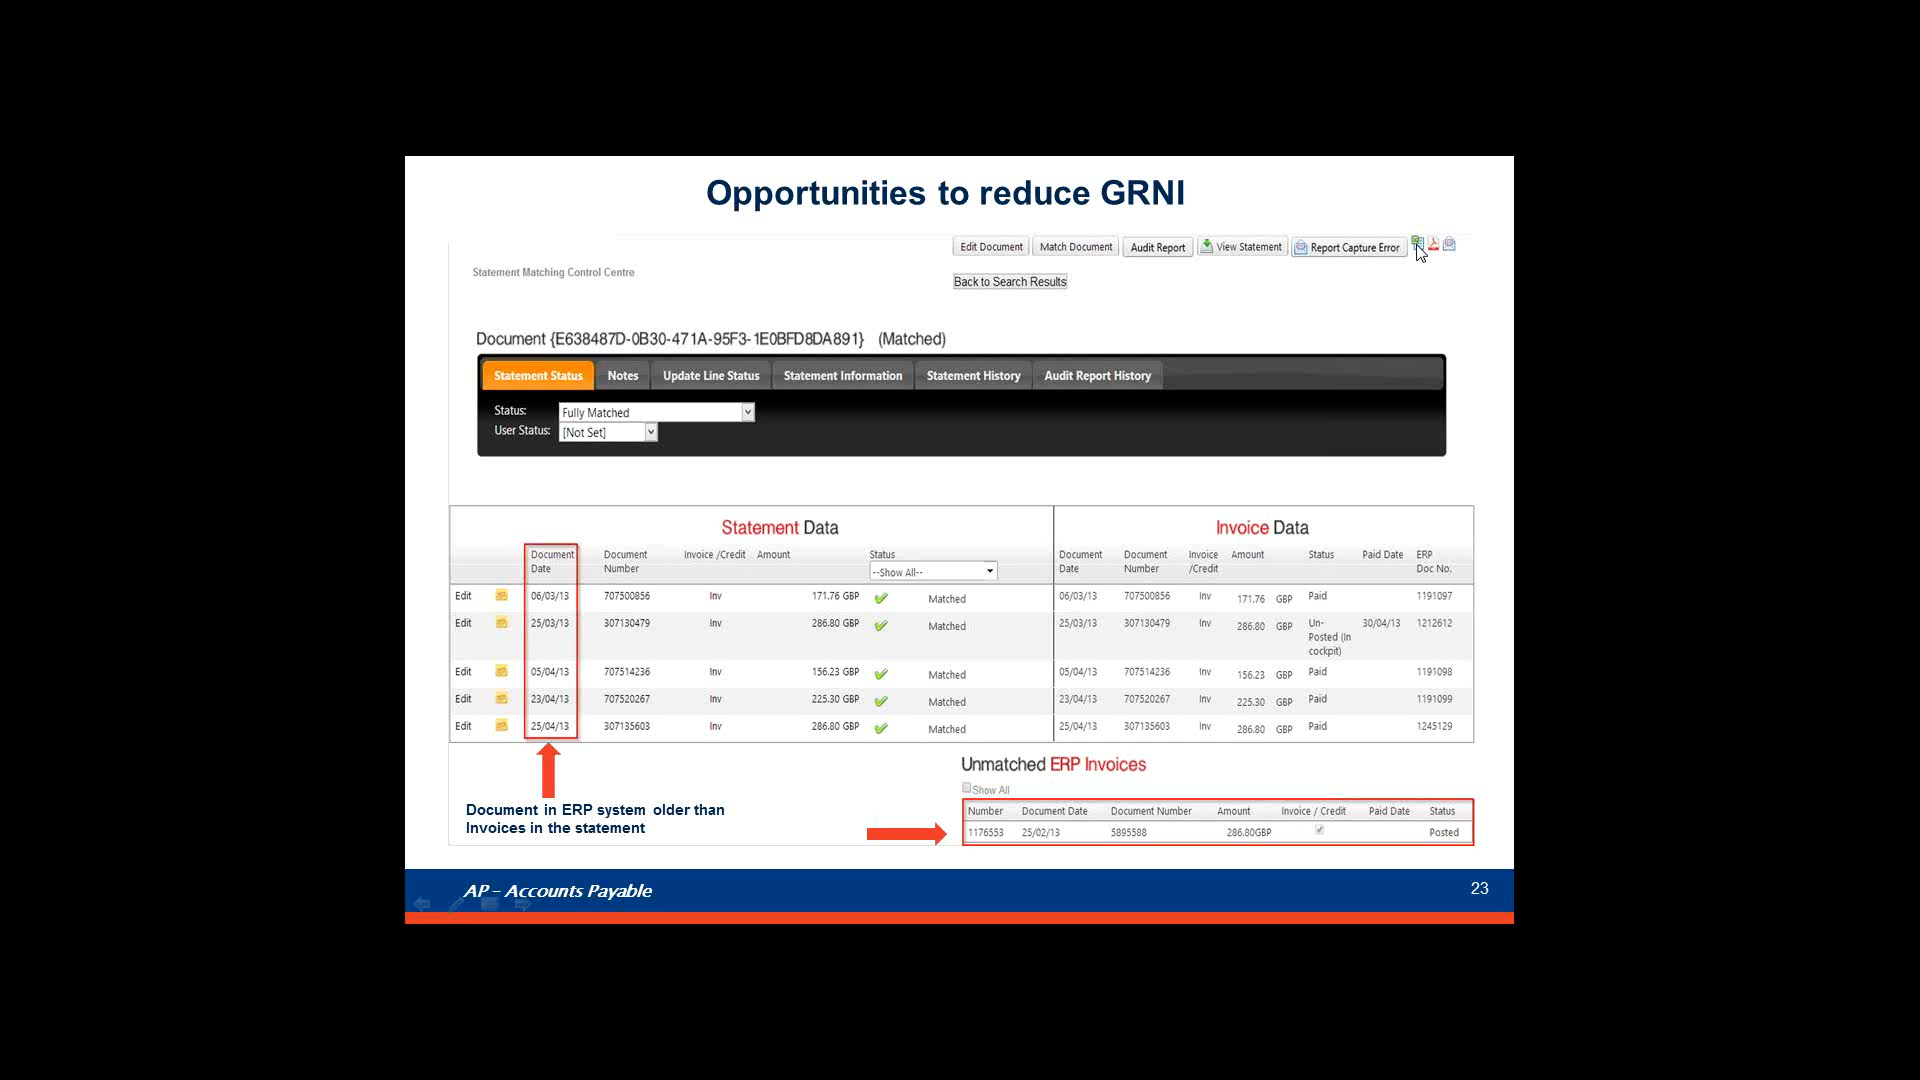 Opportunities to reduce GRNI
Edit Document Match Document Audit Report View Statement Report Capture Error
Statement Matching Control Centre
Back to Search Results
Document {E638487D-0B30-471A-95F3-1E0BFD8DA891} (Matched)
Statement Status Notes Update Line Status Statement Information Statement History Audit Report History
Status: Fully Matched
User Status: [Not Set]
Statement Data Invoice Data
Document Date Document Number Invoice /Credit Amount Status --Show All-- Document Date Document Number Invoice /Credit Amount Status Paid Date ERP Doc No.
Edit 06/03/13 707500856 Inv 171.76 GBP Matched 06/03/13 707500856 Inv 171.76 GBP Paid 1191097
Edit 25/03/13 307130479 Inv 286.80 GBP Matched 25/03/13 307130479 Inv 286.80 GBP Un-Posted (In cockpit) 30/04/13 1212612
Edit 05/04/13 707514236 Inv 156.23 GBP Matched 05/04/13 707514236 Inv 156.23 GBP Paid 1191098
Edit 23/04/13 707520267 Inv 225.30 GBP Matched 23/04/13 707520267 Inv 225.30 GBP Paid 1191099
Edit 25/04/13 307135603 Inv 286.80 GBP Matched 25/04/13 307135603 Inv 286.80 GBP Paid 1245129
Unmatched ERP Invoices
Show All
Document in ERP system older than
Invoices in the statement
Number Document Date Document Number Amount Invoice / Credit Paid Date Status
1176553 25/02/13 5895588 286.80GBP Posted
AP - Accounts Payable
23